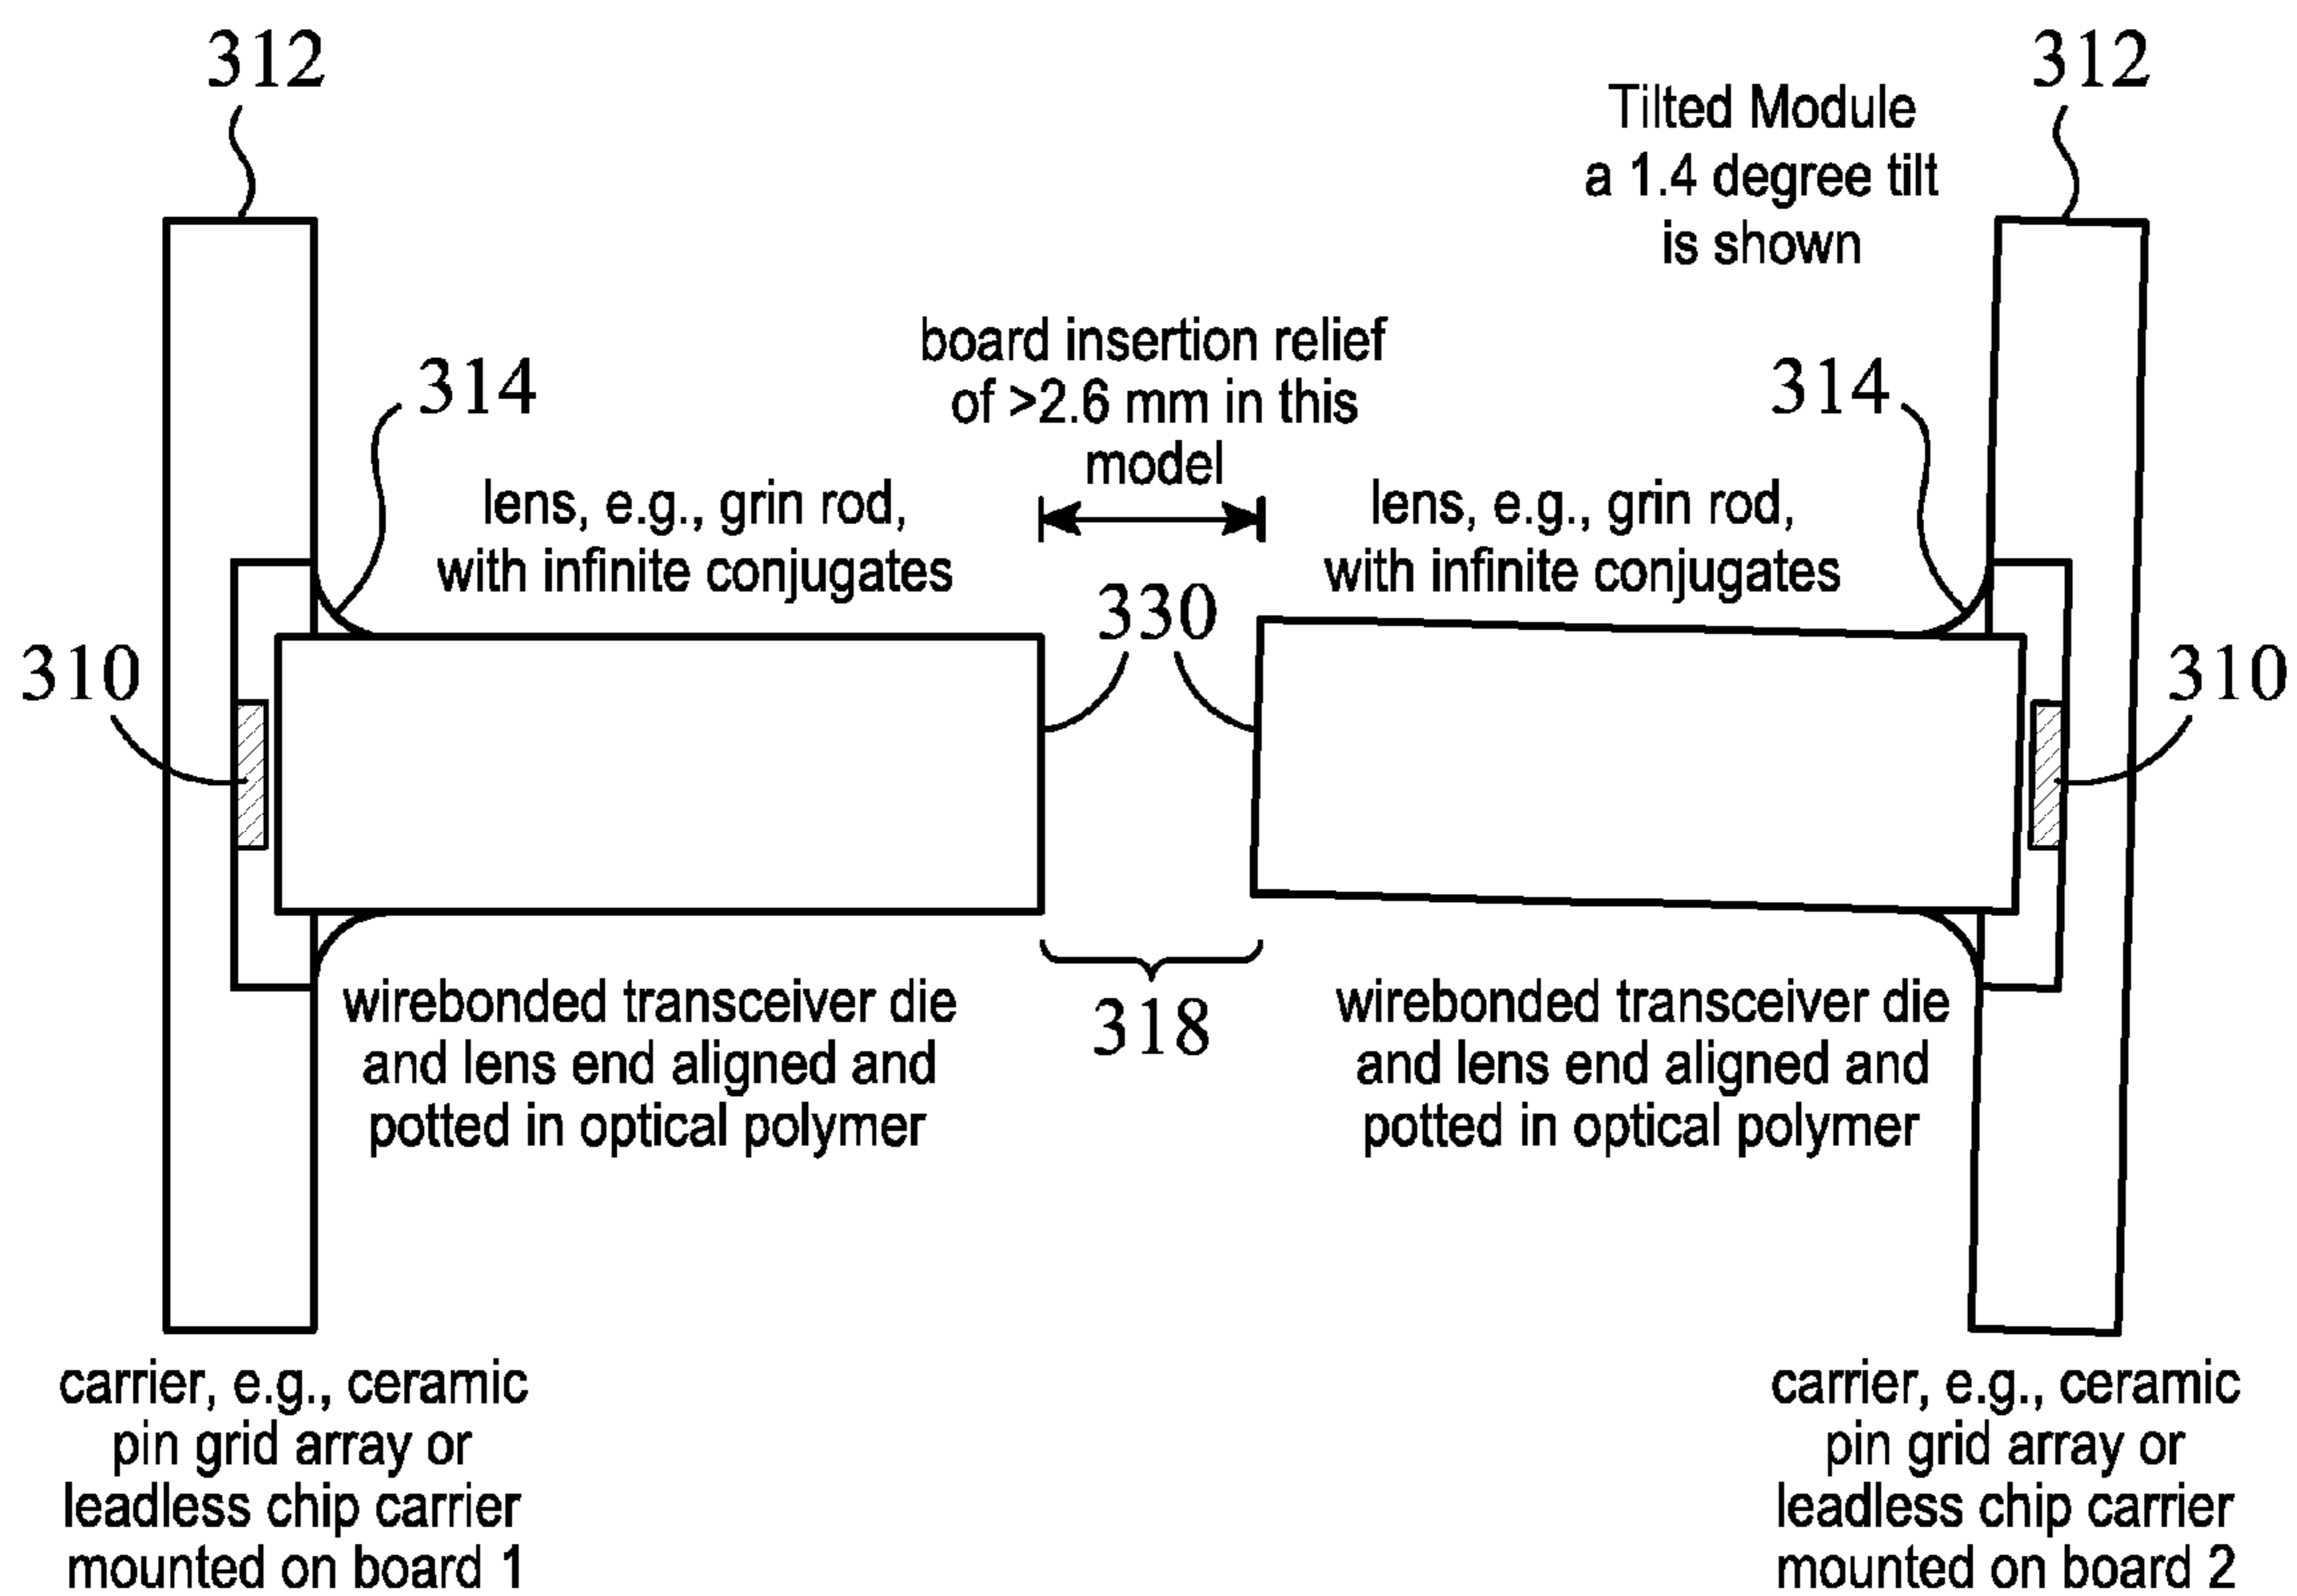 312
312
Tilted Module
a 1.4 degree tilt
is shown
board insertion relief
of >2.6 mm in this
model
314
314
lens, e.g., grin rod,
with infinite conjugates
lens, e.g., grin rod,
with infinite conjugates
330
310
310
318
wirebonded transceiver die
and lens end aligned and
potted in optical polymer
wirebonded transceiver die
and lens end aligned and
potted in optical polymer
carrier, e.g., ceramic
pin grid array or
leadless chip carrier
mounted on board 1
carrier, e.g., ceramic
pin grid array or
leadless chip carrier
mounted on board 2